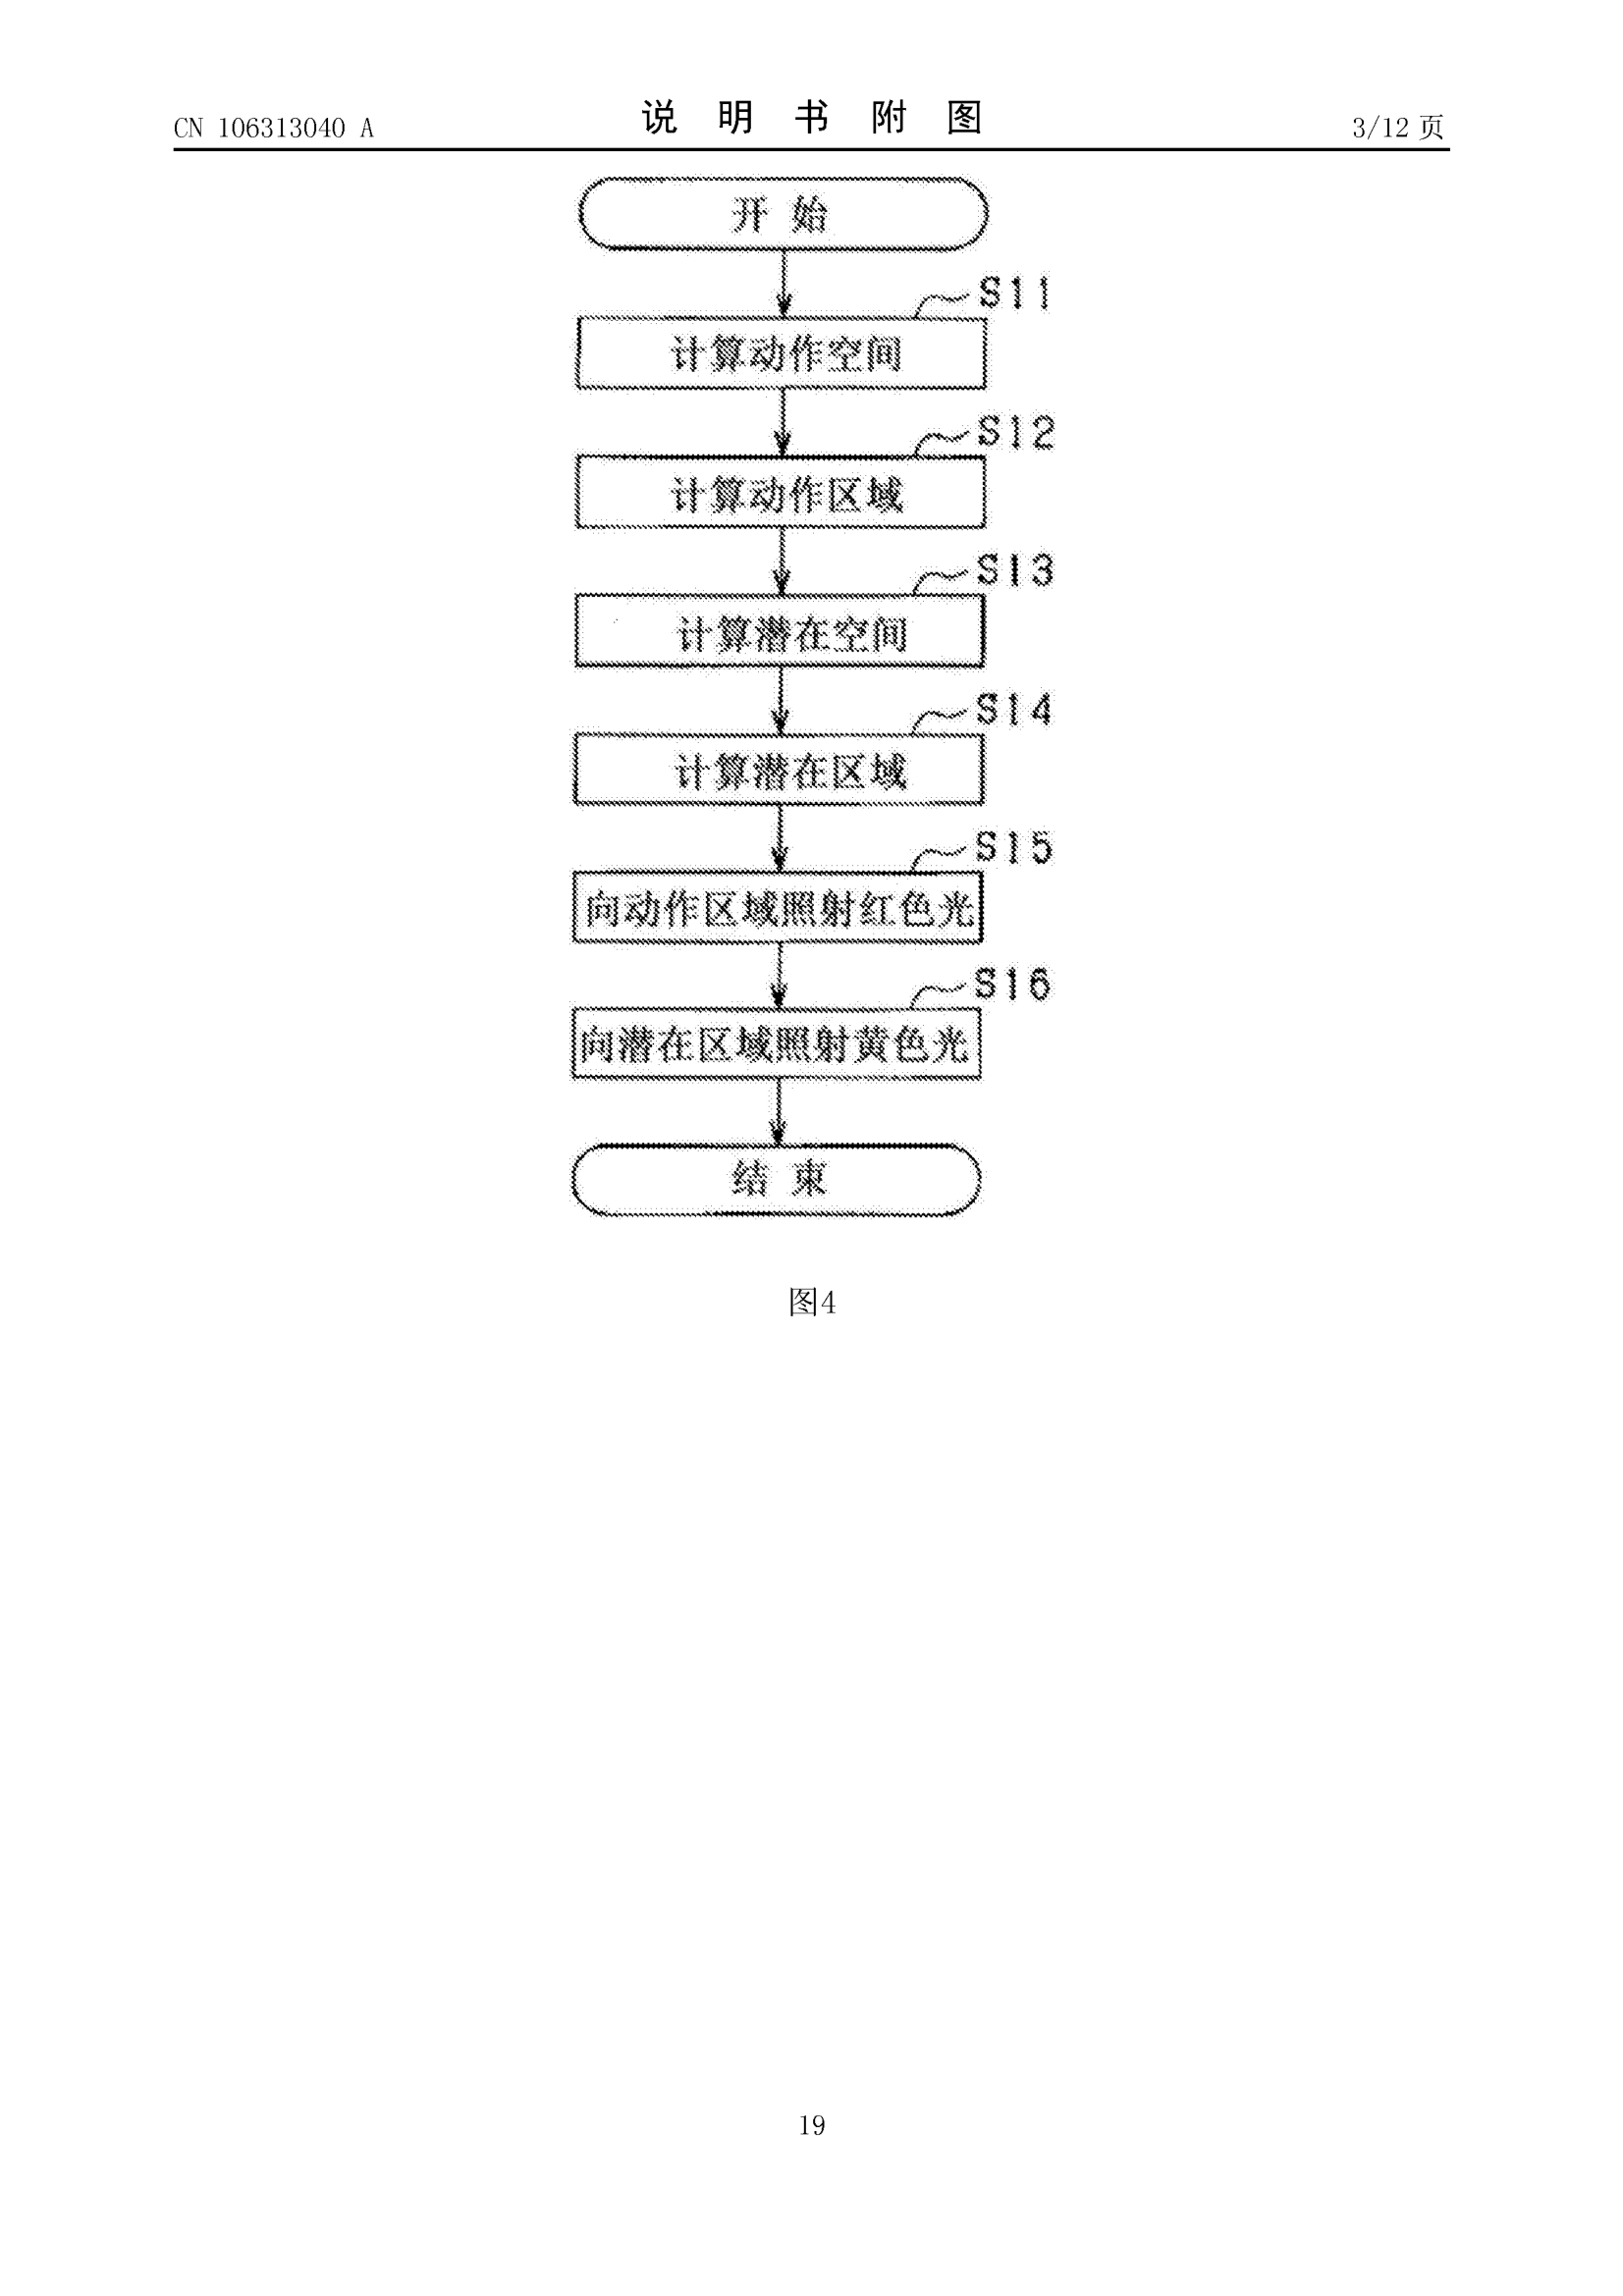 CN 106313040 A
说 明 书 附 图
3/12 页
开 始
S11
计算动作空间
S12
计算动作区域
S13
计算潜在空间
S14
计算潜在区域
S15
向动作区域照射红色光
S16
向潜在区域照射黄色光
结 束
图4
19